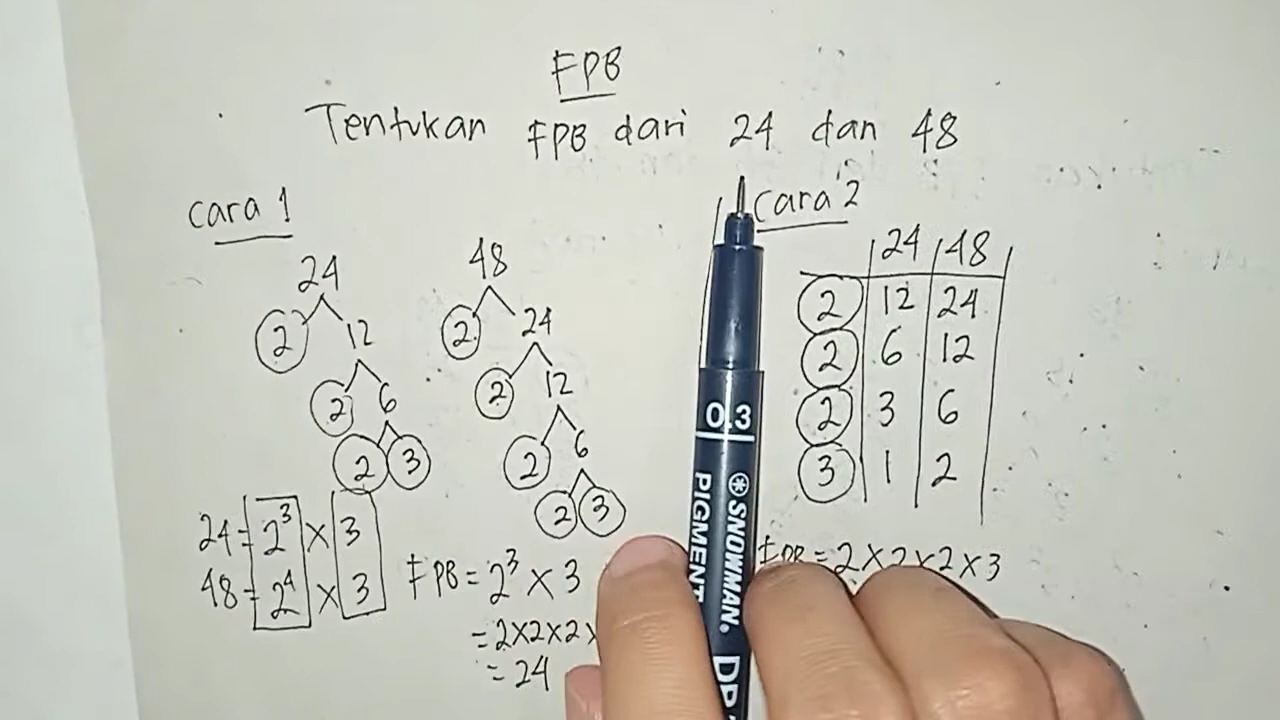 FPB
Tentukan FPB dari 24 dan 48
Cara 1
24
2 12
2 6
2 3
48
2 24
2 12
2 6
2 3
24 = 2³ × 3
48 = 2⁴ × 3
FPB = 2³ × 3
= 2×2×2×
= 24
Cara 2
24 48
2 12 24
2 6 12
2 3 6
3 1 2
FPB = 2×2×2×3
0.3
SNOWMAN.
PIGMENT